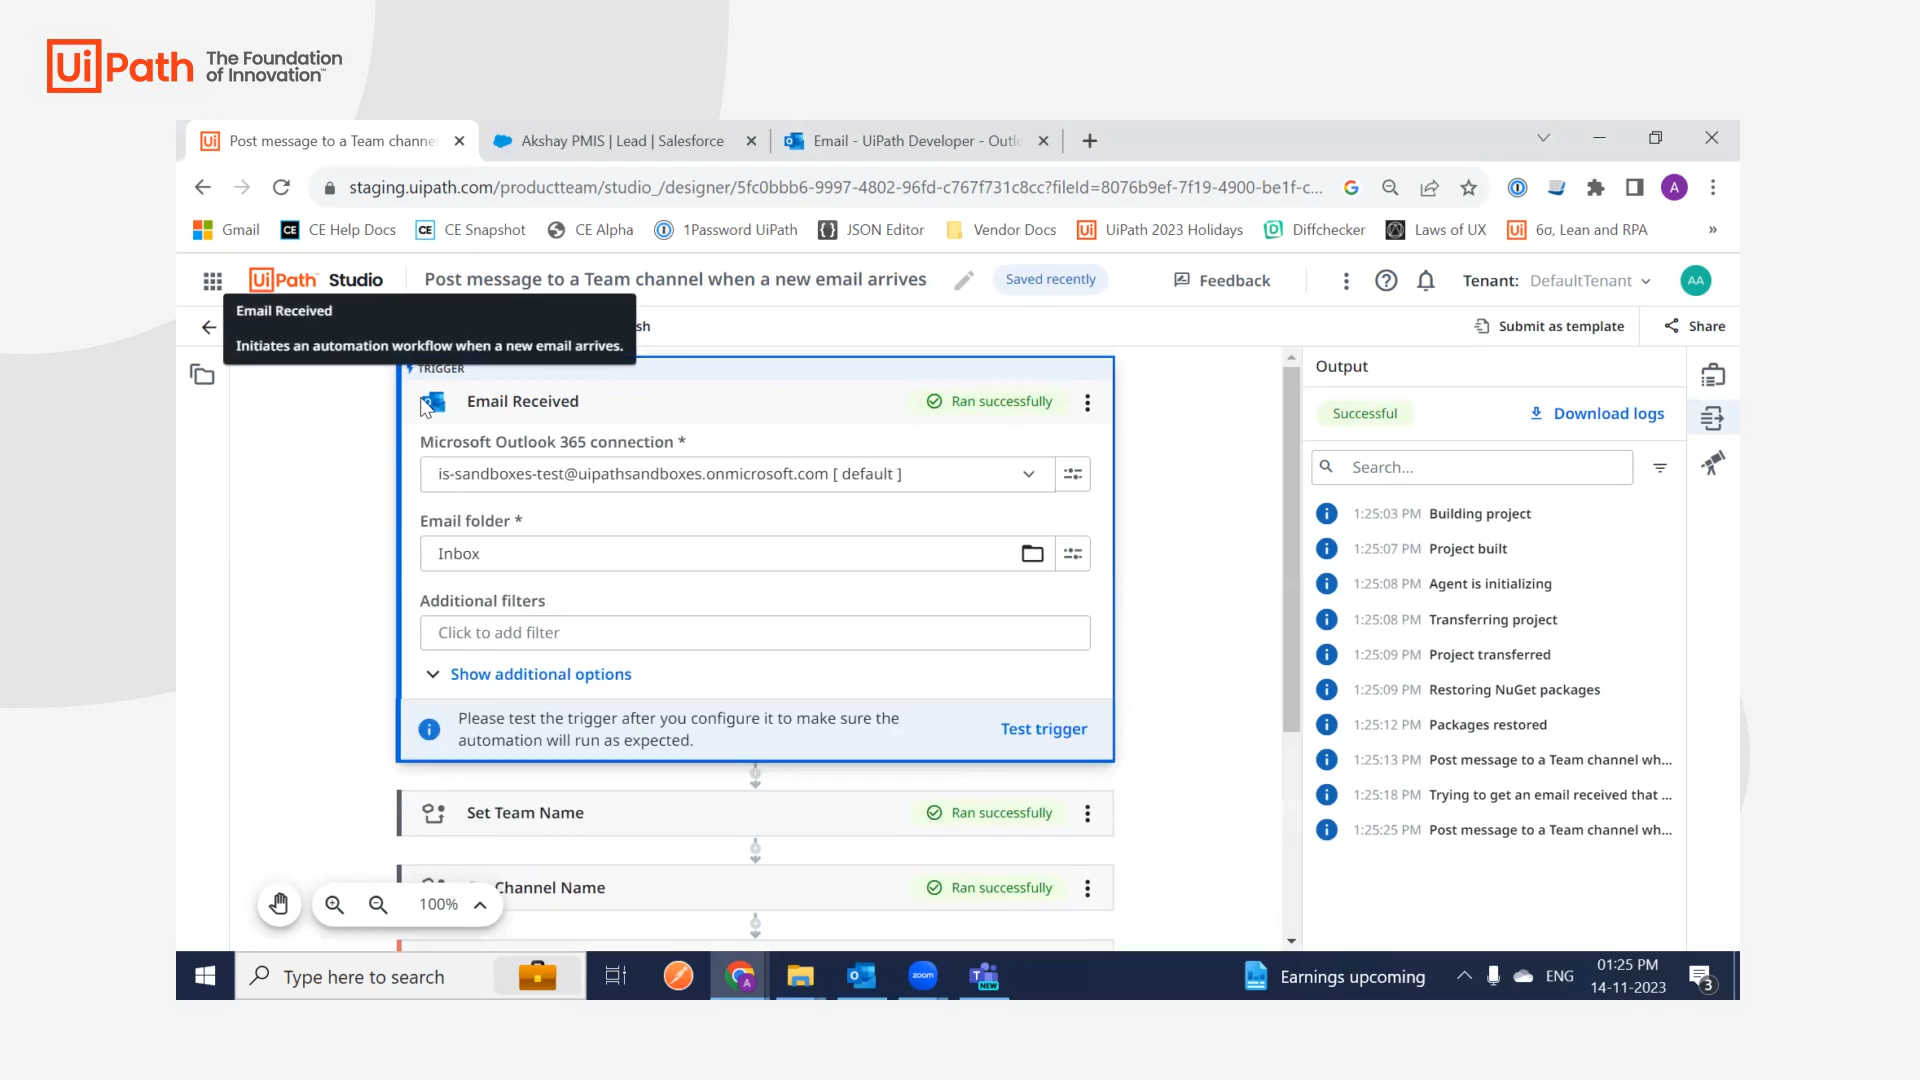 UiPath The Foundation of Innovation™
Post message to a Team channe
Akshay PMIS | Lead | Salesforce
Email - UiPath Developer - Outlo
staging.uipath.com/productteam/studio_/designer/5fc0bbb6-9997-4802-96fd-c767f731c8cc?fileId=8076b9ef-7f19-4900-be1f-c...
A
Gmail
CE CE Help Docs
CE CE Snapshot
CE Alpha
1Password UiPath
JSON Editor
Vendor Docs
UiPath 2023 Holidays
Diffchecker
Laws of UX
6σ, Lean and RPA
»
UiPath™ Studio
Post message to a Team channel when a new email arrives
Saved recently
Feedback
Tenant: DefaultTenant
AA
Email Received
Initiates an automation workflow when a new email arrives.
sh
Submit as template
Share
TRIGGER
Email Received
Ran successfully
Microsoft Outlook 365 connection *
is-sandboxes-test@uipathsandboxes.onmicrosoft.com [ default ]
Email folder *
Inbox
Additional filters
Click to add filter
Show additional options
Please test the trigger after you configure it to make sure the
automation will run as expected.
Test trigger
Set Team Name
Ran successfully
Channel Name
Ran successfully
100%
Output
Successful
Download logs
Search...
1:25:03 PM Building project
1:25:07 PM Project built
1:25:08 PM Agent is initializing
1:25:08 PM Transferring project
1:25:09 PM Project transferred
1:25:09 PM Restoring NuGet packages
1:25:12 PM Packages restored
1:25:13 PM Post message to a Team channel wh...
1:25:18 PM Trying to get an email received that ...
1:25:25 PM Post message to a Team channel wh...
Type here to search
zoom
NEW
Earnings upcoming
ENG
01:25 PM
14-11-2023
3